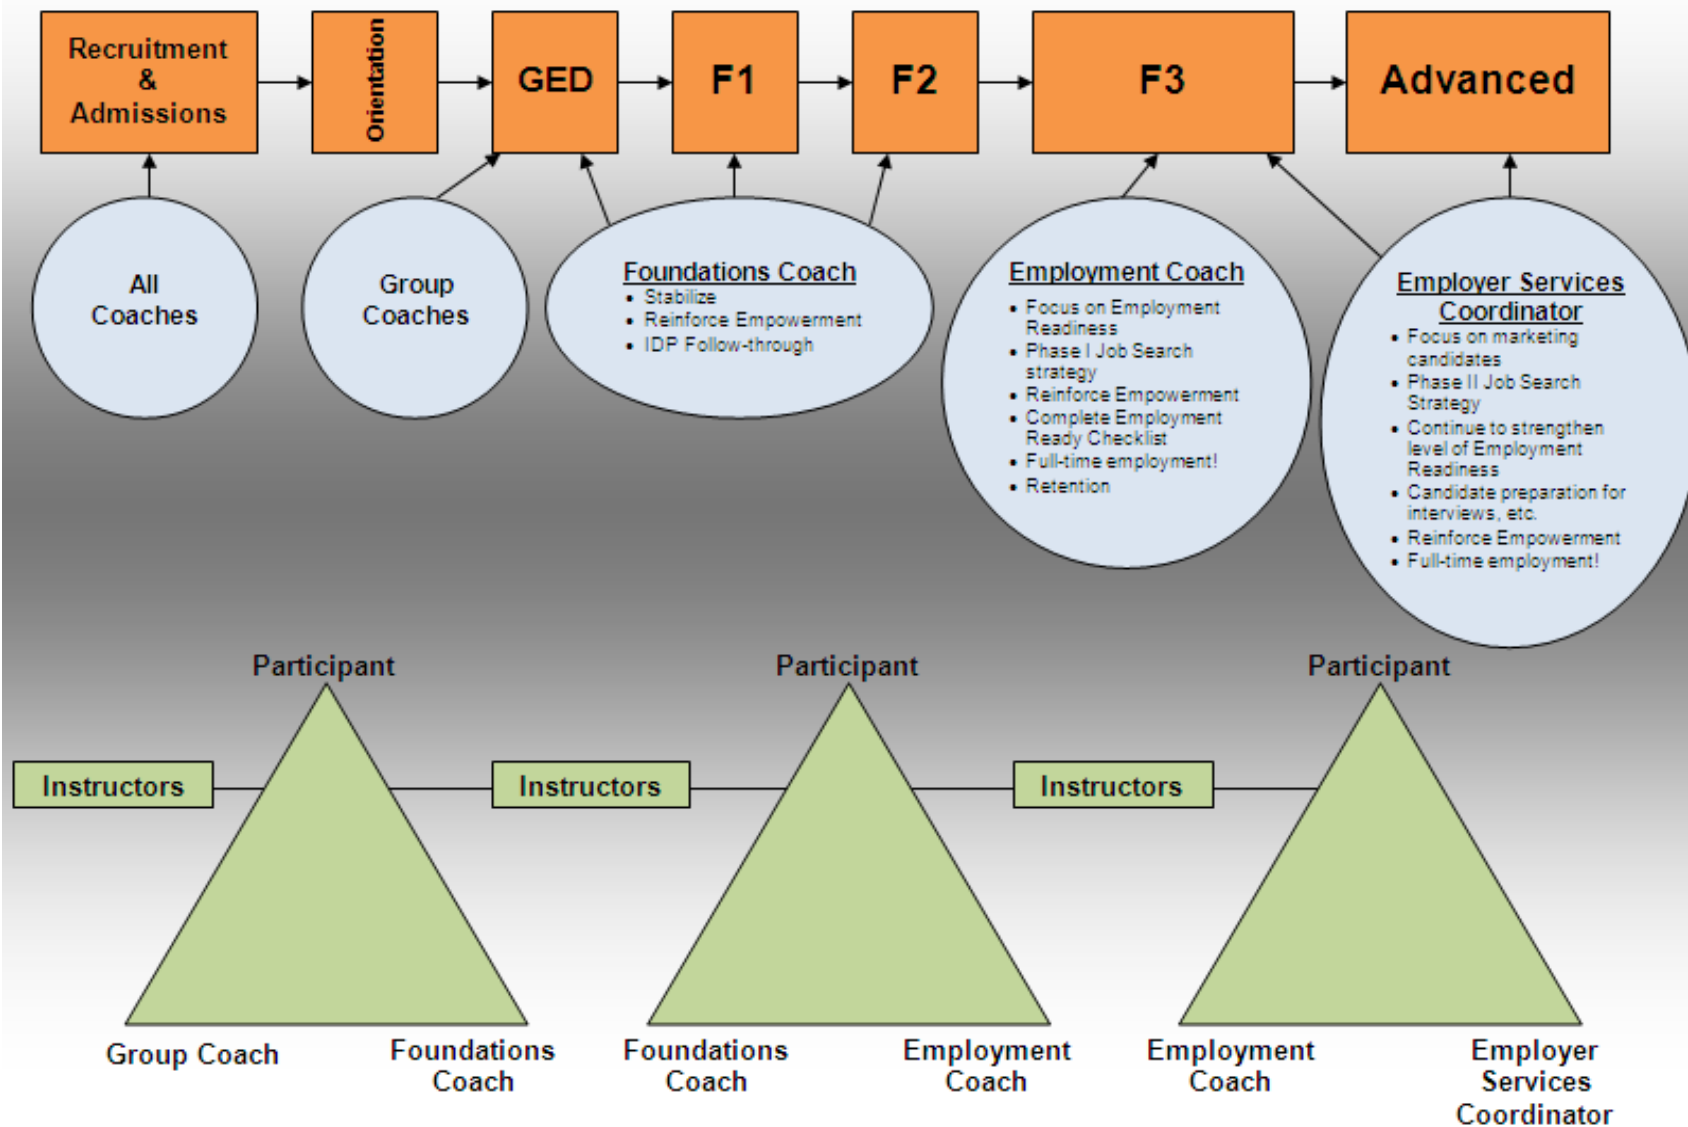 Recruitment
&
Admissions
Orientation
GED
F1
F2
F3
Advanced
All
Coaches
Group
Coaches
Foundations Coach
• Stabilize
• Reinforce Empowerment
• IDP Follow-through
Employment Coach
• Focus on Employment
Readiness
• Phase I Job Search
strategy
• Reinforce Empowerment
• Complete Employment
Ready Checklist
• Full-time employment!
• Retention
Employer Services
Coordinator
• Focus on marketing
candidates
• Phase II Job Search
Strategy
• Continue to strengthen
level of Employment
Readiness
• Candidate preparation for
interviews, etc.
• Reinforce Empowerment
• Full-time employment!
Participant
Participant
Participant
Instructors
Instructors
Instructors
Group Coach
Foundations
Coach
Foundations
Coach
Employment
Coach
Employment
Coach
Employer
Services
Coordinator